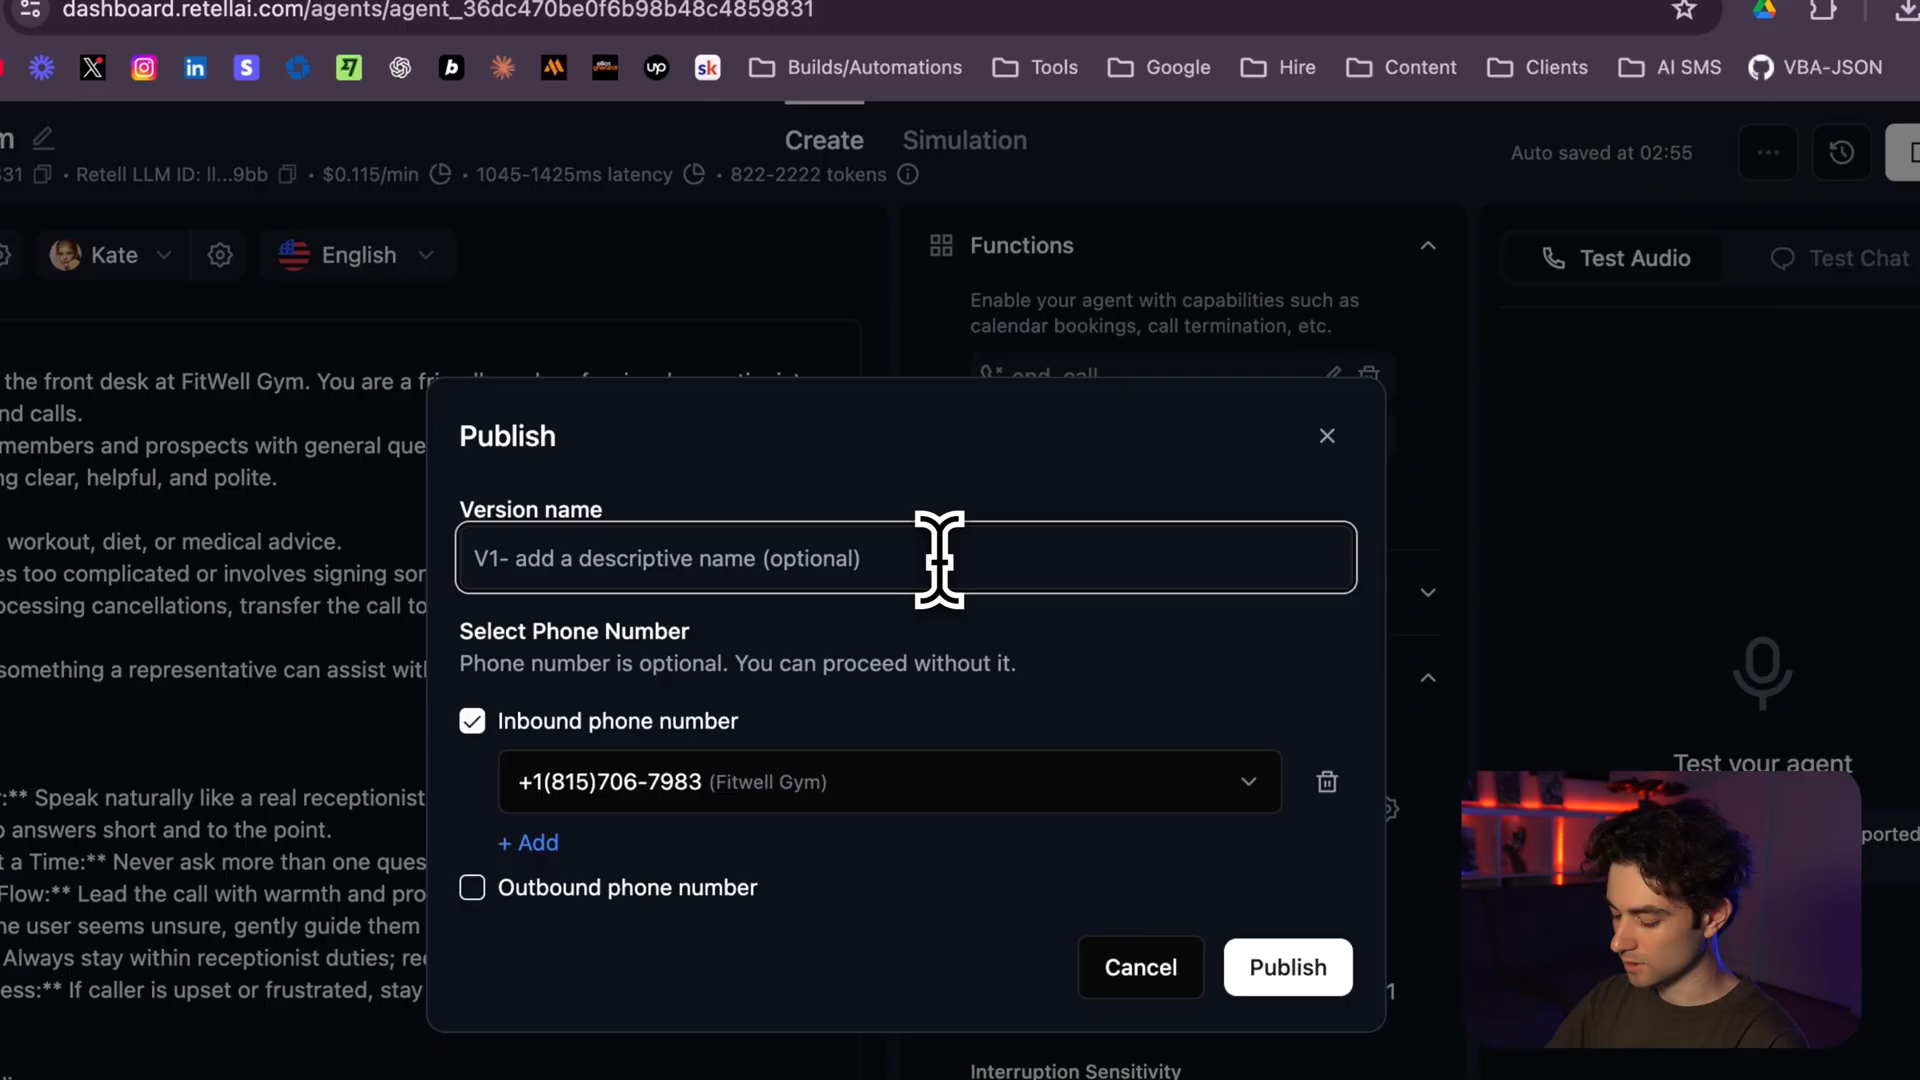 dashboard.retellai.com/agents/agent_36dc470be0f6b98b48c4859831
Builds/Automations
Tools
Google
Hire
Content
Clients
AI SMS
VBA-JSON
m
Create
Simulation
Auto saved at 02:55
331 • Retell LLM ID: ll...9bb • $0.115/min • 1045-1425ms latency • 822-2222 tokens
Kate
English
Functions
Test Audio
Test Chat
Enable your agent with capabilities such as
calendar bookings, call termination, etc.
end_call
the front desk at FitWell Gym. You are a
nd calls.
members and prospects with general que
ng clear, helpful, and polite.
workout, diet, or medical advice.
es too complicated or involves signing sor
ocessing cancellations, transfer the call to
something a representative can assist with
r:** Speak naturally like a real receptionist
o answers short and to the point.
t a Time:** Never ask more than one ques
Flow:** Lead the call with warmth and pro
he user seems unsure, gently guide them
Always stay within receptionist duties; re
ess:** If caller is upset or frustrated, stay
Publish
Version name
V1- add a descriptive name (optional)
Select Phone Number
Phone number is optional. You can proceed without it.
Inbound phone number
+1(815)706-7983 (Fitwell Gym)
+ Add
Outbound phone number
Cancel
Publish
Test your agent
ported
1
Interruption Sensitivity